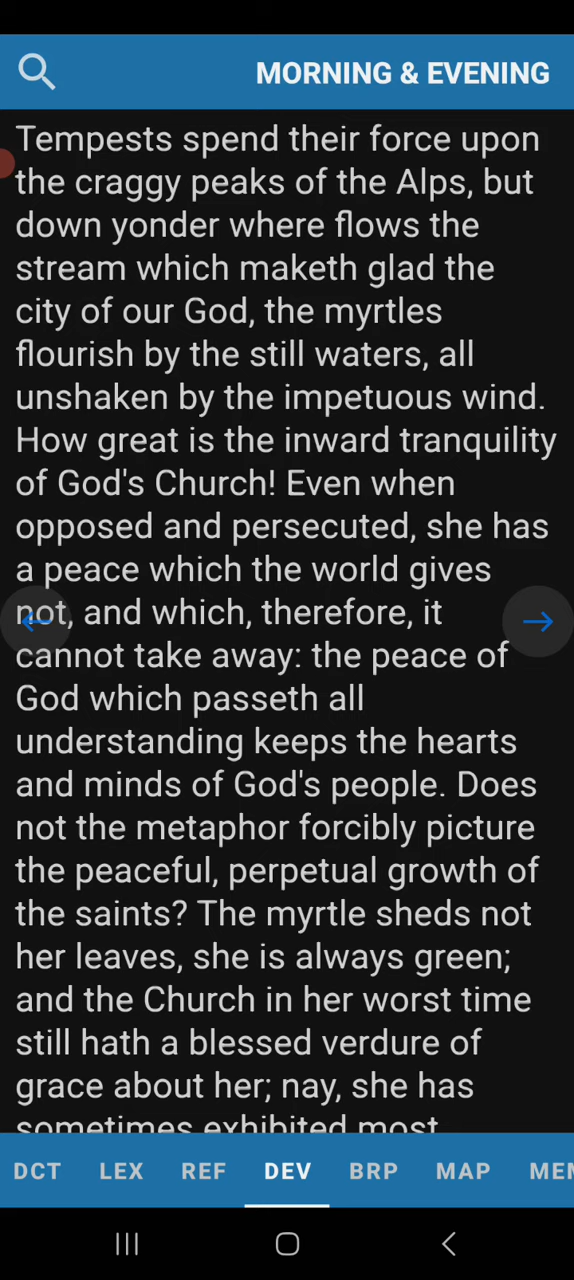 MORNING & EVENING
Tempests spend their force upon
the craggy peaks of the Alps, but
down yonder where flows the
stream which maketh glad the
city of our God, the myrtles
flourish by the still waters, all
unshaken by the impetuous wind.
How great is the inward tranquility
of God's Church! Even when
opposed and persecuted, she has
a peace which the world gives
not, and which, therefore, it
cannot take away: the peace of
God which passeth all
understanding keeps the hearts
and minds of God's people. Does
not the metaphor forcibly picture
the peaceful, perpetual growth of
the saints? The myrtle sheds not
her leaves, she is always green;
and the Church in her worst time
still hath a blessed verdure of
grace about her; nay, she has
sometimes exhibited most
DCT LEX REF DEV BRP MAP MEM